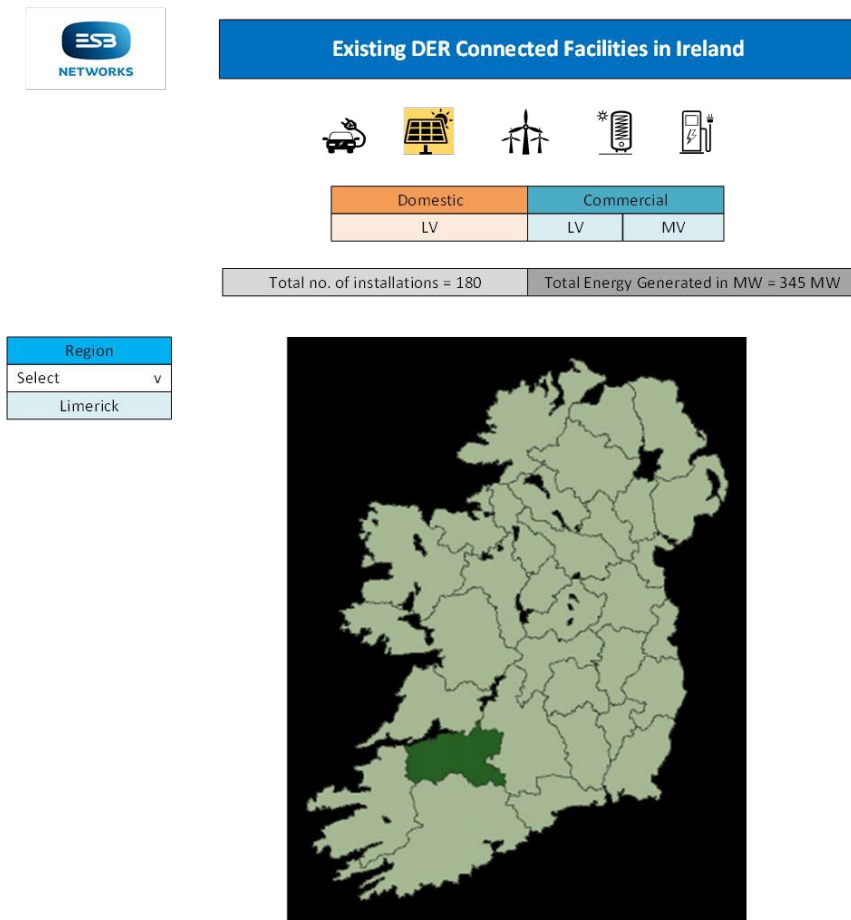 ESB
NETWORKS
Existing DER Connected Facilities in Ireland
Domestic
Commercial
LV
LV
MV
Total no. of installations = 180
Total Energy Generated in MW = 345 MW
Region
Select v
Limerick